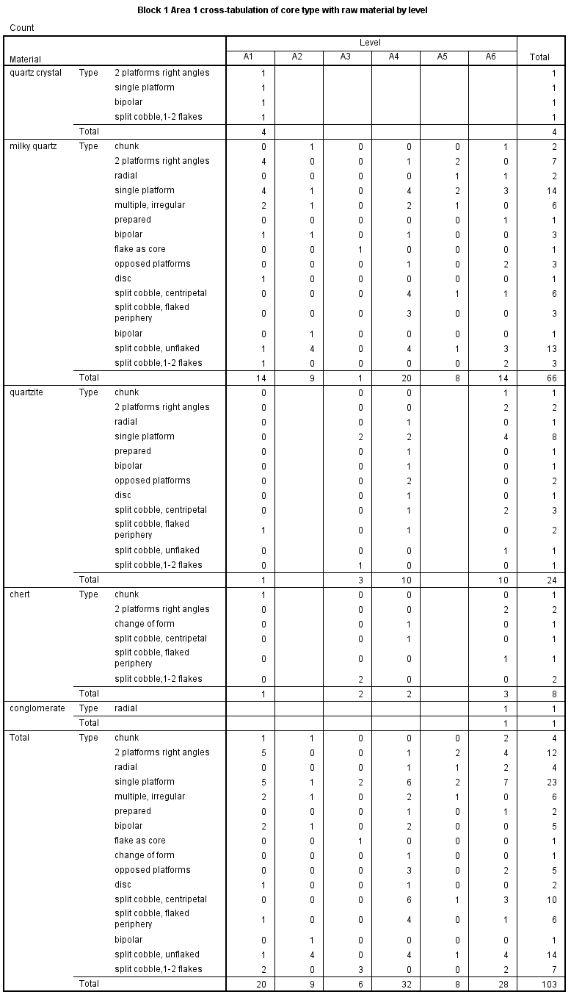 Block 1 Area 1 cross-tabulation of core type with raw material by level
Count
Level
Material A1 A2 A3 A4 A5 A6 Total
quartz crystal Type 2 platforms right angles 1 1
single platform 1 1
bipolar 1 1
split cobble,1-2 flakes 1 1
Total 4 4
milky quartz Type chunk 0 1 0 0 0 1 2
2 platforms right angles 4 0 0 1 2 0 7
radial 0 0 0 0 1 1 2
single platform 4 1 0 4 2 3 14
multiple, irregular 2 1 0 2 1 0 6
prepared 0 0 0 0 0 1 1
bipolar 1 1 0 1 0 0 3
flake as core 0 0 1 0 0 0 1
opposed platforms 0 0 0 1 0 2 3
disc 1 0 0 0 0 0 1
split cobble, centripetal 0 0 0 4 1 1 6
split cobble, flaked
periphery 0 0 0 3 0 0 3
bipolar 0 1 0 0 0 0 1
split cobble, unflaked 1 4 0 4 1 3 13
split cobble,1-2 flakes 1 0 0 0 0 2 3
Total 14 9 1 20 8 14 66
quartzite Type chunk 0 0 0 1 1
2 platforms right angles 0 0 0 2 2
radial 0 0 1 0 1
single platform 0 2 2 4 8
prepared 0 0 1 0 1
bipolar 0 0 1 0 1
opposed platforms 0 0 2 0 2
disc 0 0 1 0 1
split cobble, centripetal 0 0 1 2 3
split cobble, flaked
periphery 1 0 1 0 2
split cobble, unflaked 0 0 0 1 1
split cobble,1-2 flakes 0 1 0 0 1
Total 1 3 10 10 24
chert Type chunk 1 0 0 0 1
2 platforms right angles 0 0 0 2 2
change of form 0 0 1 0 1
split cobble, centripetal 0 0 1 0 1
split cobble, flaked
periphery 0 0 0 1 1
split cobble,1-2 flakes 0 2 0 0 2
Total 1 2 2 3 8
conglomerate Type radial 1 1
Total 1 1
Total Type chunk 1 1 0 0 0 2 4
2 platforms right angles 5 0 0 1 2 4 12
radial 0 0 0 1 1 2 4
single platform 5 1 2 6 2 7 23
multiple, irregular 2 1 0 2 1 0 6
prepared 0 0 0 1 0 1 2
bipolar 2 1 0 2 0 0 5
flake as core 0 0 1 0 0 0 1
change of form 0 0 0 1 0 0 1
opposed platforms 0 0 0 3 0 2 5
disc 1 0 0 1 0 0 2
split cobble, centripetal 0 0 0 6 1 3 10
split cobble, flaked
periphery 1 0 0 4 0 1 6
bipolar 0 1 0 0 0 0 1
split cobble, unflaked 1 4 0 4 1 4 14
split cobble,1-2 flakes 2 0 3 0 0 2 7
Total 20 9 6 32 8 28 103